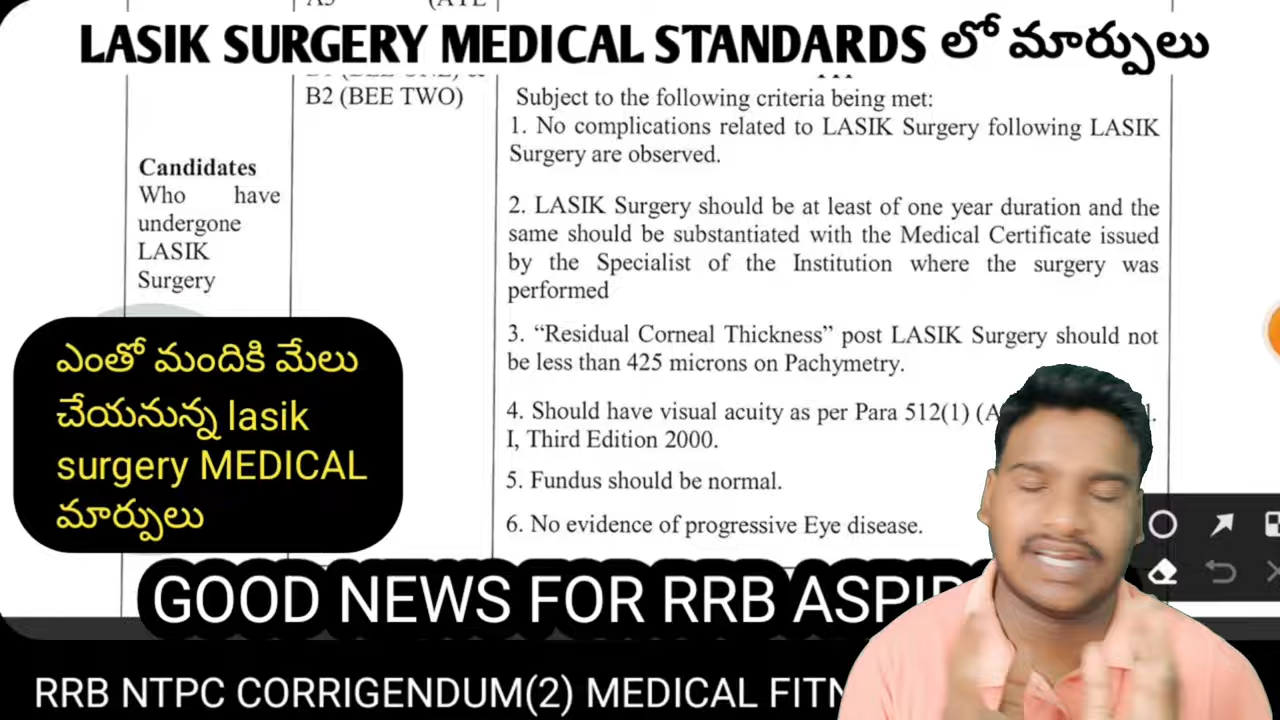 LASIK SURGERY MEDICAL STANDARDS లో మార్పులు
B2 (BEE TWO)
Candidates
Who have
undergone
LASIK
Surgery
Subject to the following criteria being met:
1. No complications related to LASIK Surgery following LASIK
Surgery are observed.
2. LASIK Surgery should be at least of one year duration and the
same should be substantiated with the Medical Certificate issued
by the Specialist of the Institution where the surgery was
performed
3. “Residual Corneal Thickness” post LASIK Surgery should not
be less than 425 microns on Pachymetry.
4. Should have visual acuity as per Para 512(1) (A
I, Third Edition 2000.
5. Fundus should be normal.
6. No evidence of progressive Eye disease.
ఎంతో మందికి మేలు
చేయనున్న lasik
surgery MEDICAL
మార్పులు
GOOD NEWS FOR RRB ASPI
RRB NTPC CORRIGENDUM(2) MEDICAL FITN